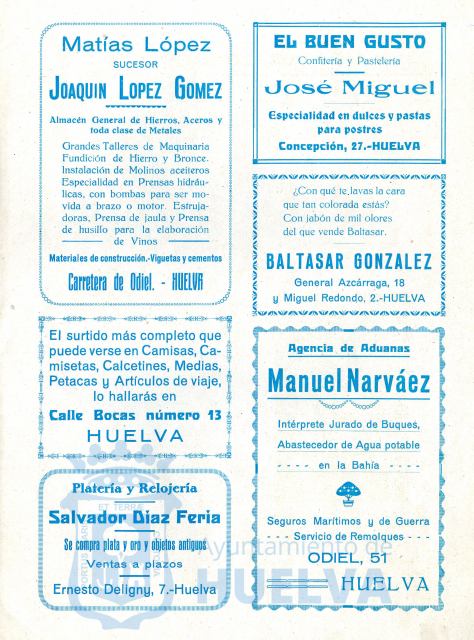 Matías López
SUCESOR
JOAQUIN LOPEZ GOMEZ
Almacén General de Hierros, Aceros y
toda clase de Metales
Grandes Talleres de Maquinaria
Fundición de Hierro y Bronce.
Instalación de Molinos aceiteros
Especialidad en Prensas hidráu-
licas, con bombas para ser mo-
vida a brazo o motor. Estruja-
doras, Prensa de jaula y Prensa
de husillo para la elaboración
de Vinos
Materiales de construcción.-Viguetas y cementos
Carretera de Odiel. - HUELVA
El surtido más completo que
puede verse en Camisas, Ca-
misetas, Calcetines, Medias,
Petacas y Artículos de viaje,
lo hallarás en
Calle Bocas número 13
HUELVA
Platería y Relojería
Salvador Díaz Feria
Se compra plata y oro y objetos antiguos
Ventas a plazos
Ernesto Deligny, 7.-Huelva
EL BUEN GUSTO
Confitería y Pastelería
José Miguel
Especialidad en dulces y pastas
para postres
Concepción, 27.-HUELVA
¿Con qué te lavas la cara
que tan colorada estás?
Con jabón de mil olores
del que vende Baltasar.
BALTASAR GONZALEZ
General Azcárraga, 18
y Miguel Redondo, 2.-HUELVA
Agencia de Aduanas
Manuel Narváez
Intérprete Jurado de Buques,
Abastecedor de Agua potable
- - - - en la Bahía - - - -
Seguros Marítimos y de Guerra
- - - Servicio de Remolques - - -
ODIEL, 51
HUELVA
Ayuntamiento de
HUELVA